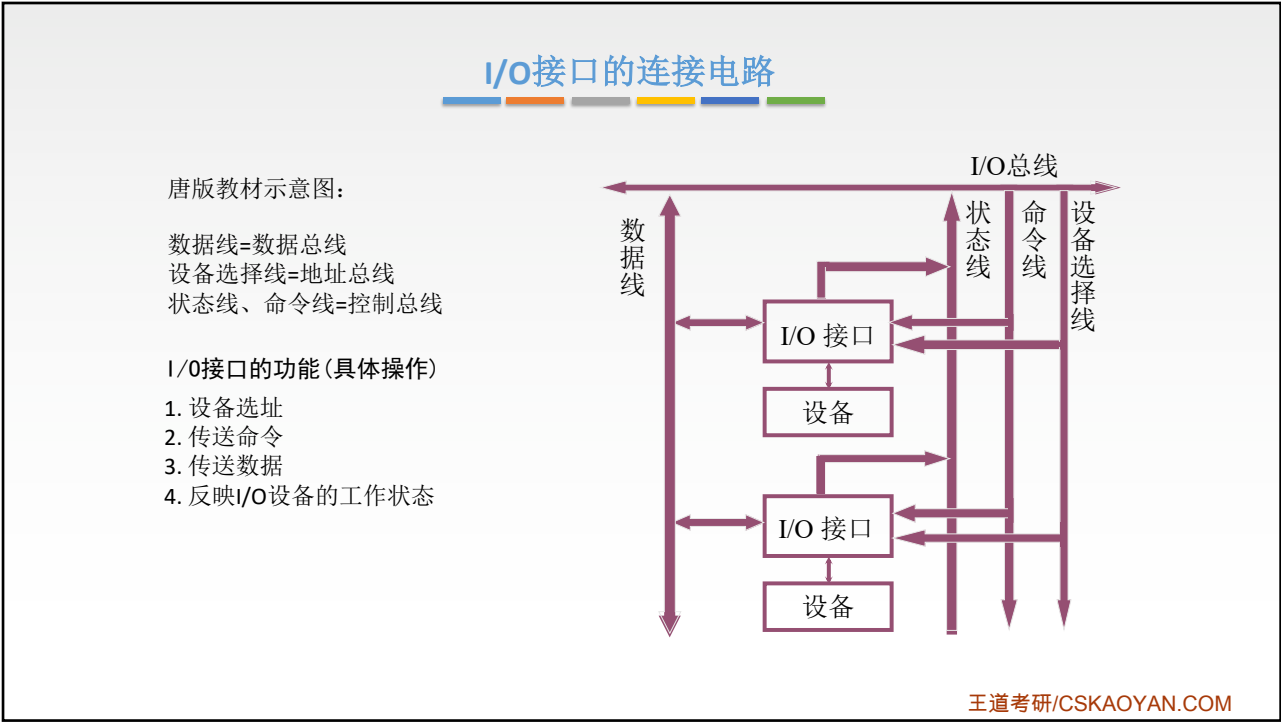 I/O接口的连接电路
唐版教材示意图：
数据线=数据总线
设备选择线=地址总线
状态线、命令线=控制总线
I/O接口的功能(具体操作)
1. 设备选址
2. 传送命令
3. 传送数据
4. 反映I/O设备的工作状态
I/O总线
数据线
状态线
命令线
设备选择线
I/O 接口
设备
I/O 接口
设备
王道考研/CSKAOYAN.COM